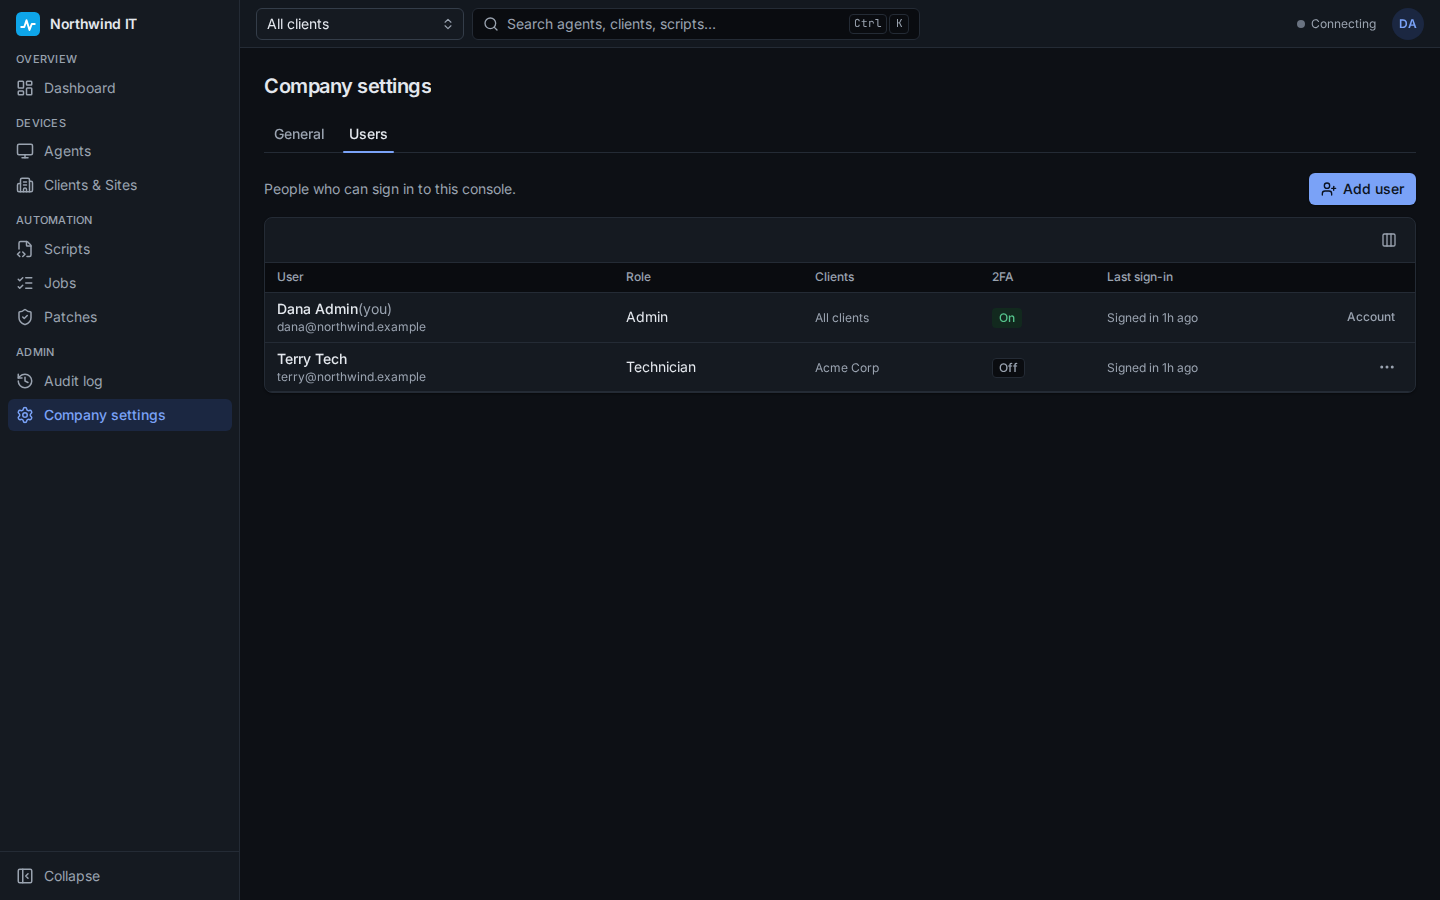 Northwind IT
All clients
Search agents, clients, scripts...
Ctrl K
Connecting
DA
OVERVIEW
Dashboard
DEVICES
Agents
Clients & Sites
AUTOMATION
Scripts
Jobs
Patches
ADMIN
Audit log
Company settings
Collapse
Company settings
General Users
People who can sign in to this console.
Add user
User Role Clients 2FA Last sign-in
Dana Admin(you)
dana@northwind.example
Admin All clients On Signed in 1h ago Account
Terry Tech
terry@northwind.example
Technician Acme Corp Off Signed in 1h ago